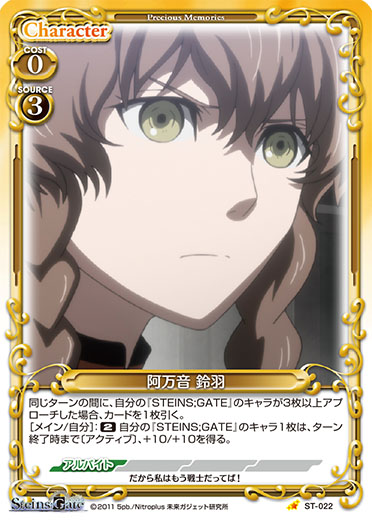 Precious Memories
Character
COST
0
SOURCE
3
阿万音 鈴羽
同じターンの間に、自分の『STEINS;GATE』のキャラが3枚以上アプ
ローチした場合、カードを1枚引く。
[メイン/自分]:2 自分の『STEINS;GATE』のキャラ1枚は、ターン
終了時まで[アクティブ]、+10/+10を得る。
アルバイト
だから私はもう戦士だってば!
Steins;Gate ©2011 5pb./Nitroplus 未来ガジェット研究所 ST-022